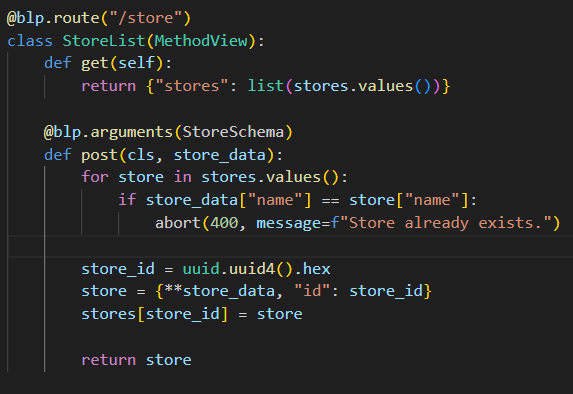 @blp.route("/store")
class StoreList(MethodView):
    def get(self):
        return {"stores": list(stores.values())}
    @blp.arguments(StoreSchema)
    def post(cls, store_data):
        for store in stores.values():
            if store_data["name"] == store["name"]:
                abort(400, message=f"Store already exists.")
        store_id = uuid.uuid4().hex
        store = {**store_data, "id": store_id}
        stores[store_id] = store
        return store